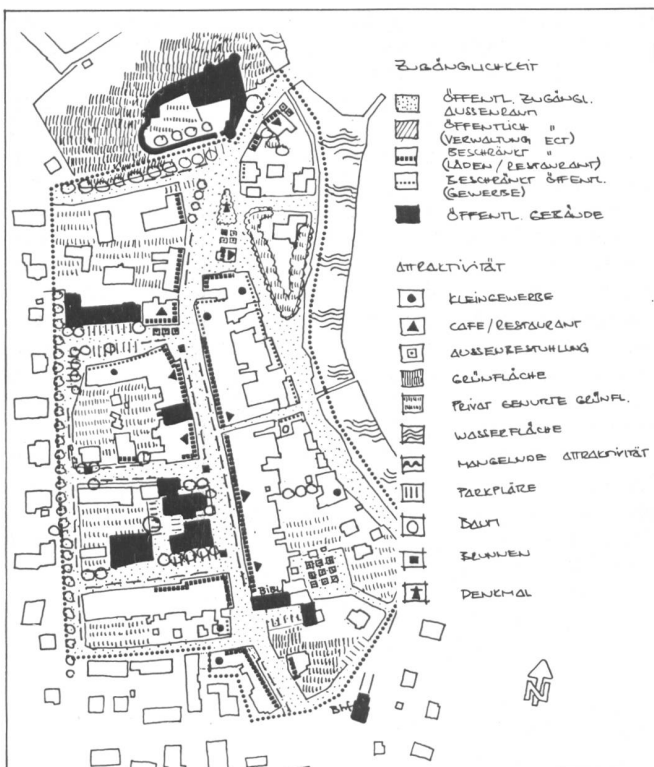 ZUGÄNGLICHKEIT
ÖFFENTL. ZUGÄNGL.
AUSSENRAUM
ÖFFENTLICH "
(VERWALTUNG ECT)
BESCHRÄNKT "
(LADEN/RESTAURANT)
BESCHRÄNKT ÖFFENTL.
(GEWERBE)
ÖFFENTL. GEBÄUDE
ATTRAKTIVITÄT
KLEINGEWERBE
CAFE/RESTAURANT
AUSSENBESTUHLUNG
GRÜNFLÄCHE
PRIVAT GENUTZTE GRÜNFL.
WASSERFLÄCHE
MANGELNDE ATTRAKTIVITÄT
PARKPLÄTZE
BAUM
BRUNNEN
DENKMAL
Bibl
N
Bhf